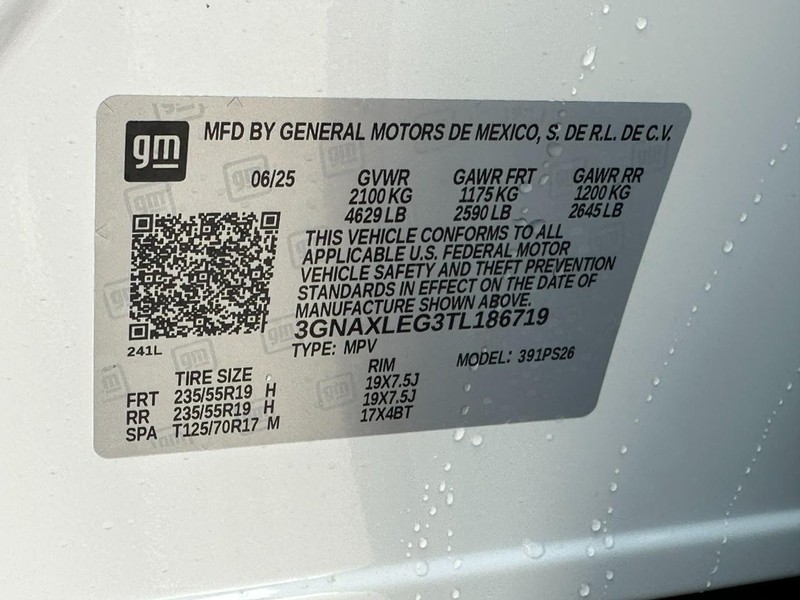 gm MFD BY GENERAL MOTORS DE MEXICO, S. DE R.L. DE C.V.
06/25 GVWR GAWR FRT GAWR RR
2100 KG 1175 KG 1200 KG
4629 LB 2590 LB 2645 LB
THIS VEHICLE CONFORMS TO ALL
APPLICABLE U.S. FEDERAL MOTOR
VEHICLE SAFETY AND THEFT PREVENTION
STANDARDS IN EFFECT ON THE DATE OF
MANUFACTURE SHOWN ABOVE.
3GNAXLEG3TL186719
241L TYPE: MPV MODEL: 391PS26
TIRE SIZE RIM
FRT 235/55R19 H 19X7.5J
RR 235/55R19 H 19X7.5J
SPA T125/70R17 M 17X4BT